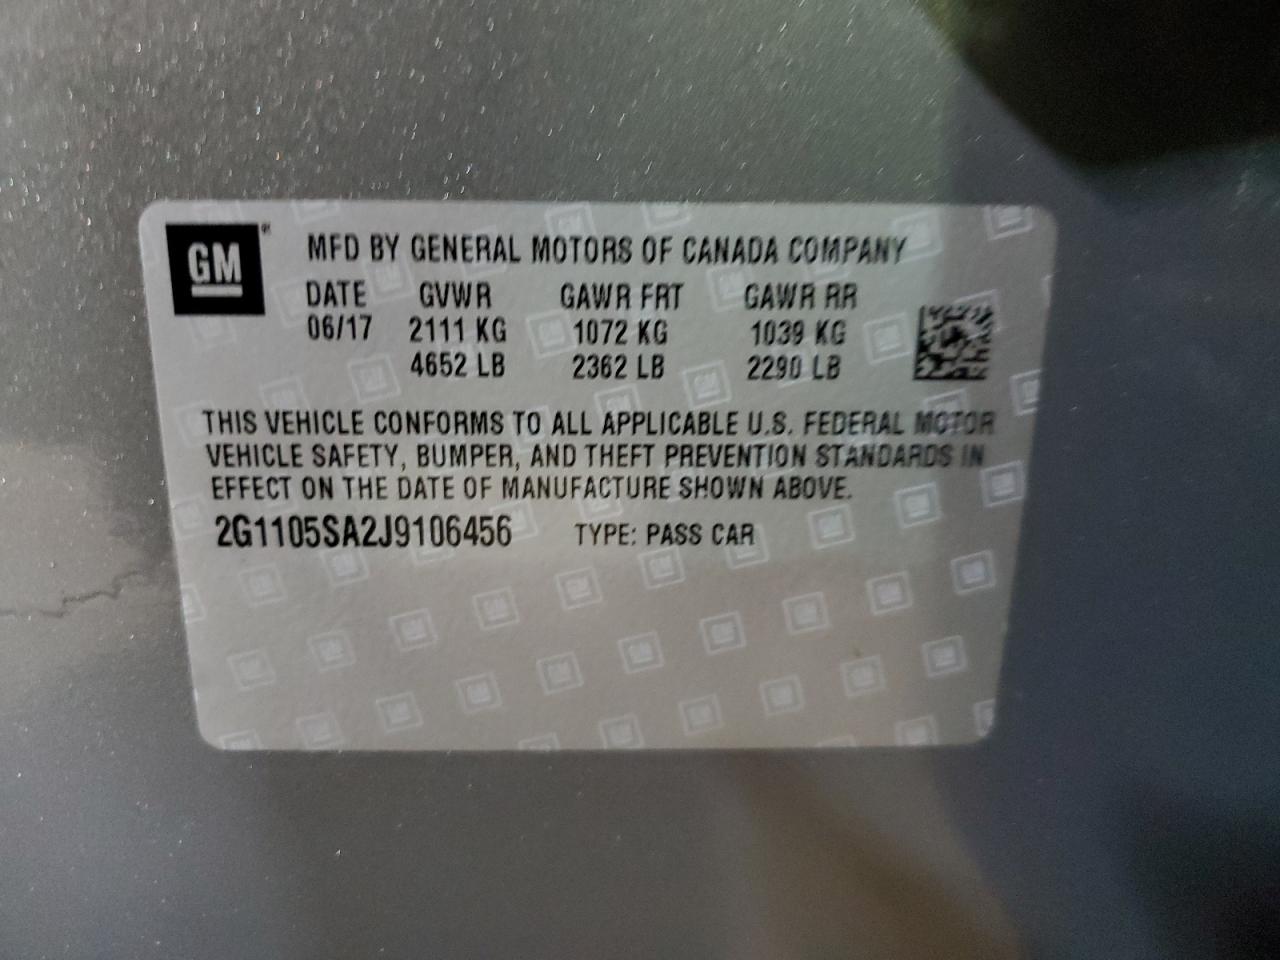 GM
MFD BY GENERAL MOTORS OF CANADA COMPANY
DATE GVWR GAWR FRT GAWR RR
06/17 2111 KG 1072 KG 1039 KG
4652 LB 2362 LB 2290 LB
THIS VEHICLE CONFORMS TO ALL APPLICABLE U.S. FEDERAL MOTOR
VEHICLE SAFETY, BUMPER, AND THEFT PREVENTION STANDARDS IN
EFFECT ON THE DATE OF MANUFACTURE SHOWN ABOVE.
2G1105SA2J9106456 TYPE: PASS CAR